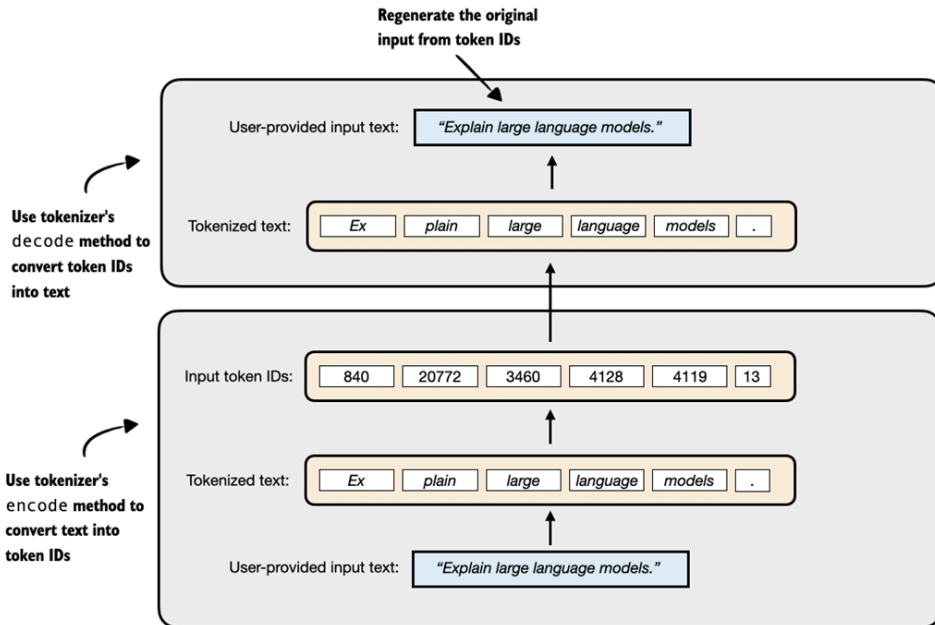 Regenerate the original
input from token IDs
User-provided input text: “Explain large language models.”
Use tokenizer's
decode method to
convert token IDs
into text
Tokenized text: Ex plain large language models .
Input token IDs: 840 20772 3460 4128 4119 13
Use tokenizer's
encode method to
convert text into
token IDs
Tokenized text: Ex plain large language models .
User-provided input text: “Explain large language models.”